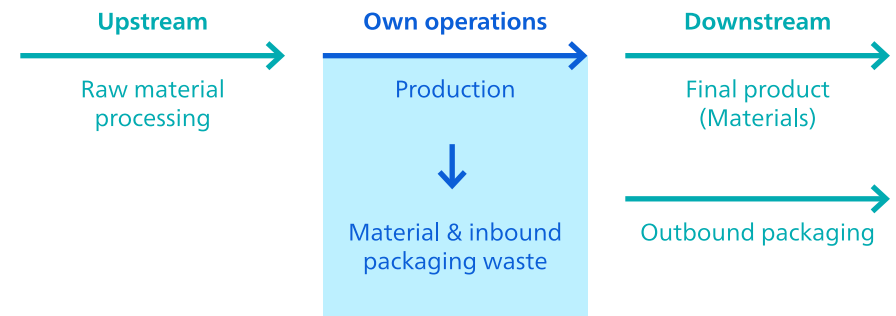 Upstream
Own operations
Downstream
Raw material
processing
Production
Final product
(Materials)
Material & inbound
packaging waste
Outbound packaging